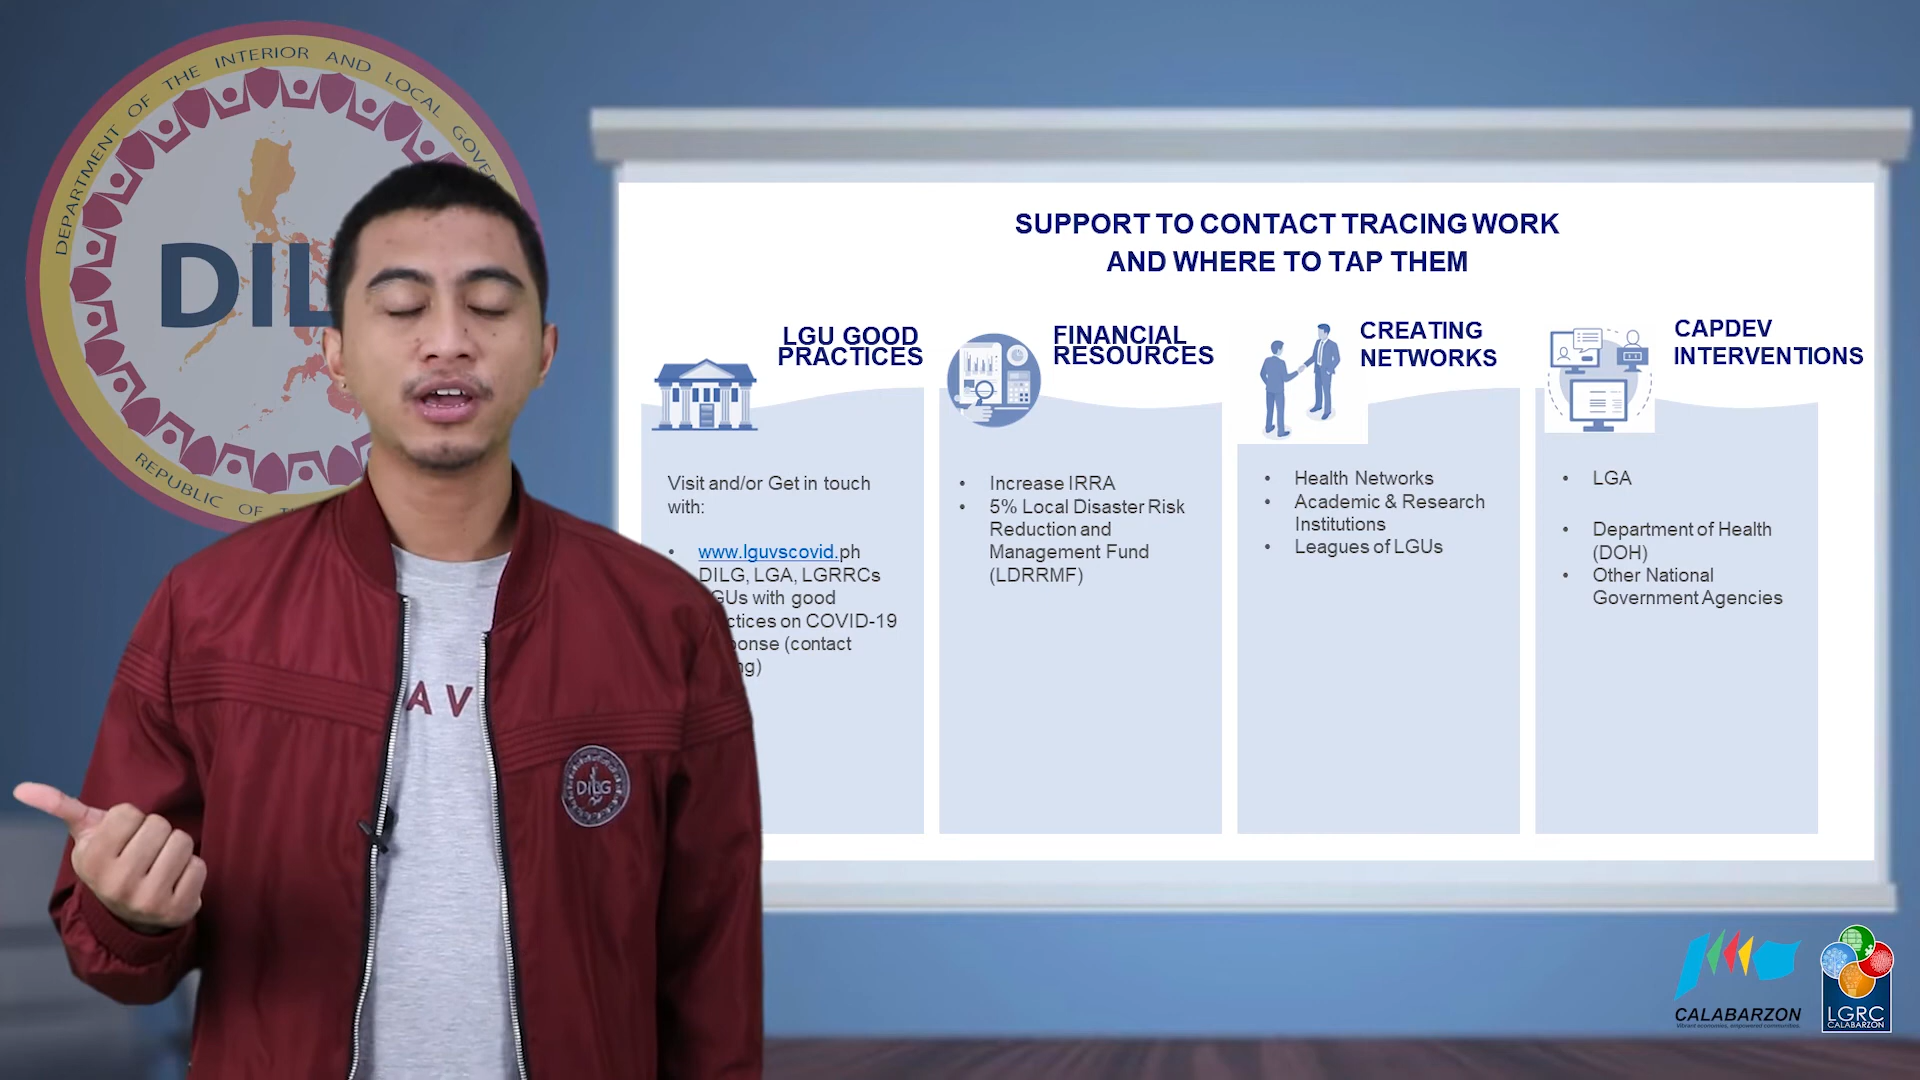 DEPARTMENT OF THE INTERIOR AND LOCAL
DIL
REPUBLIC OF
SUPPORT TO CONTACT TRACING WORK
AND WHERE TO TAP THEM
LGU GOOD
PRACTICES
Visit and/or Get in touch
with:
• www.lguvscovid.ph
DILG, LGA, LGRRCs
GUs with good
ctices on COVID-19
onse (contact
ng)
FINANCIAL
RESOURCES
• Increase IRRA
• 5% Local Disaster Risk
Reduction and
Management Fund
(LDRRMF)
CREATING
NETWORKS
• Health Networks
• Academic & Research
Institutions
• Leagues of LGUs
CAPDEV
INTERVENTIONS
• LGA
• Department of Health
(DOH)
• Other National
Government Agencies
AV
DILG
CALABARZON
Vibrant economies, empowered communities.
LGRC
CALABARZON